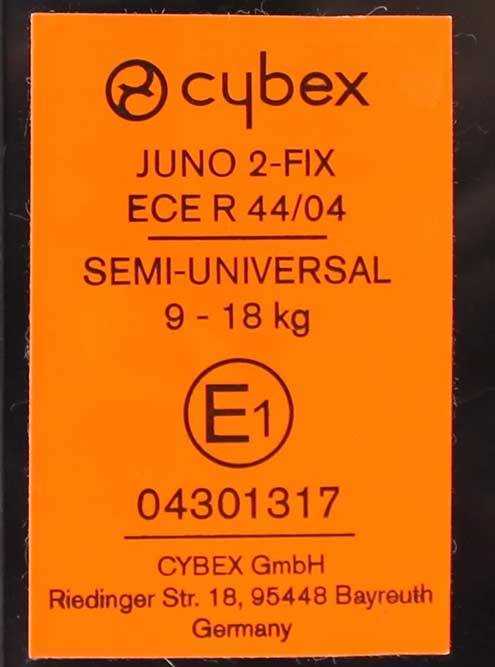 cybex
JUNO 2-FIX
ECE R 44/04
SEMI-UNIVERSAL
9 - 18 kg
E1
04301317
CYBEX GmbH
Riedinger Str. 18, 95448 Bayreuth
Germany